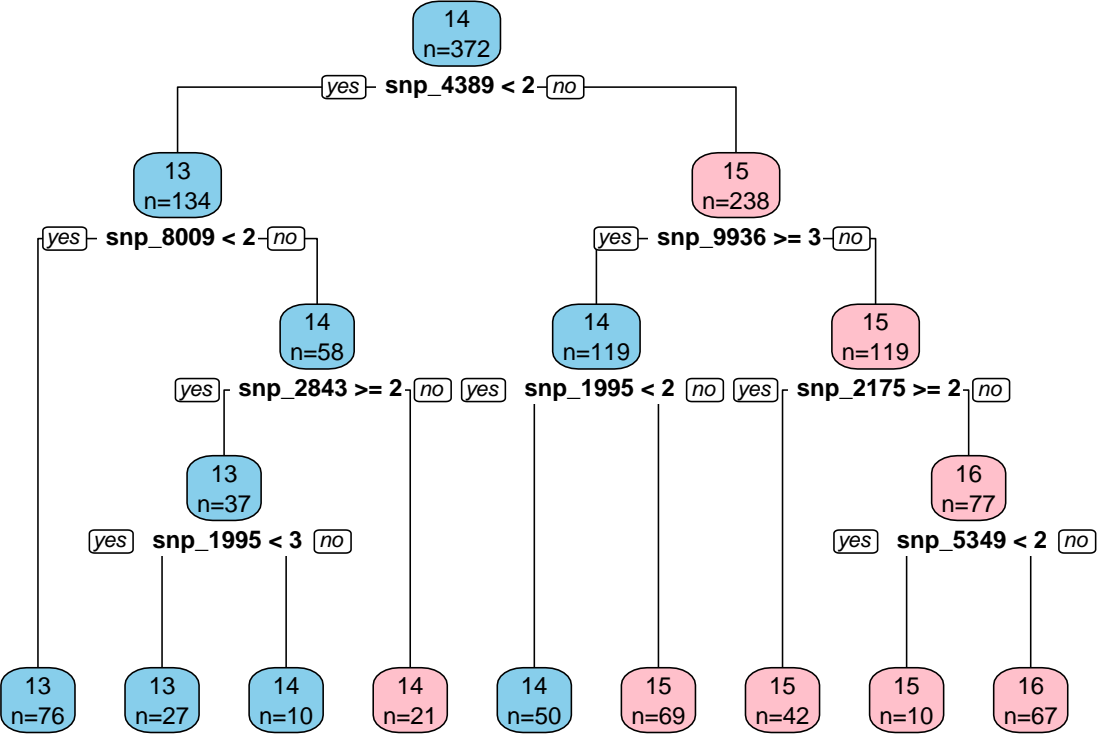 14
n=372
yes snp_4389 < 2 no
13 15
n=134 n=238
yes snp_8009 < 2 no yes snp_9936 >= 3 no
14 14 15
n=58 n=119 n=119
yes snp_2843 >= 2 no yes snp_1995 < 2 no yes snp_2175 >= 2 no
13 16
n=37 n=77
yes snp_1995 < 3 no yes snp_5349 < 2 no
13 13 14 14 14 15 15 15 16
n=76 n=27 n=10 n=21 n=50 n=69 n=42 n=10 n=67